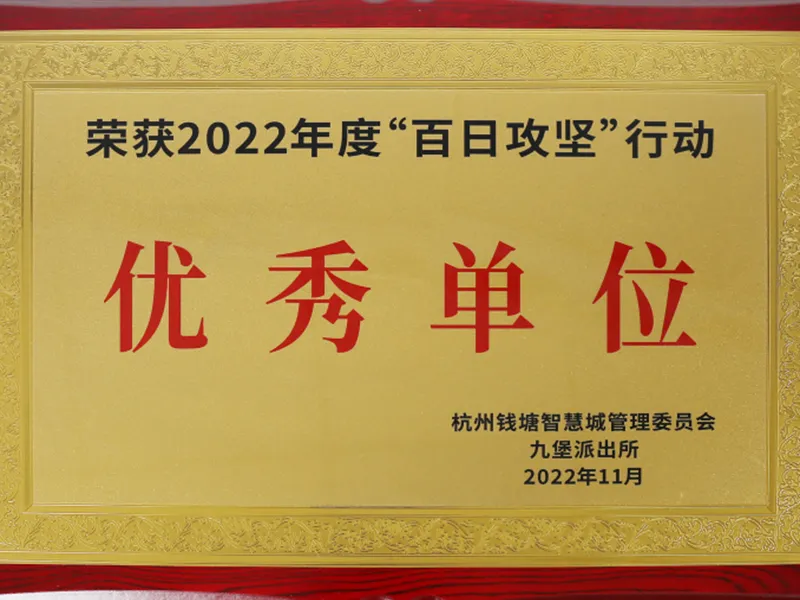 荣获2022年度“百日攻坚”行动
优秀单位
杭州钱塘智慧城管理委员会
九堡派出所
2022年11月